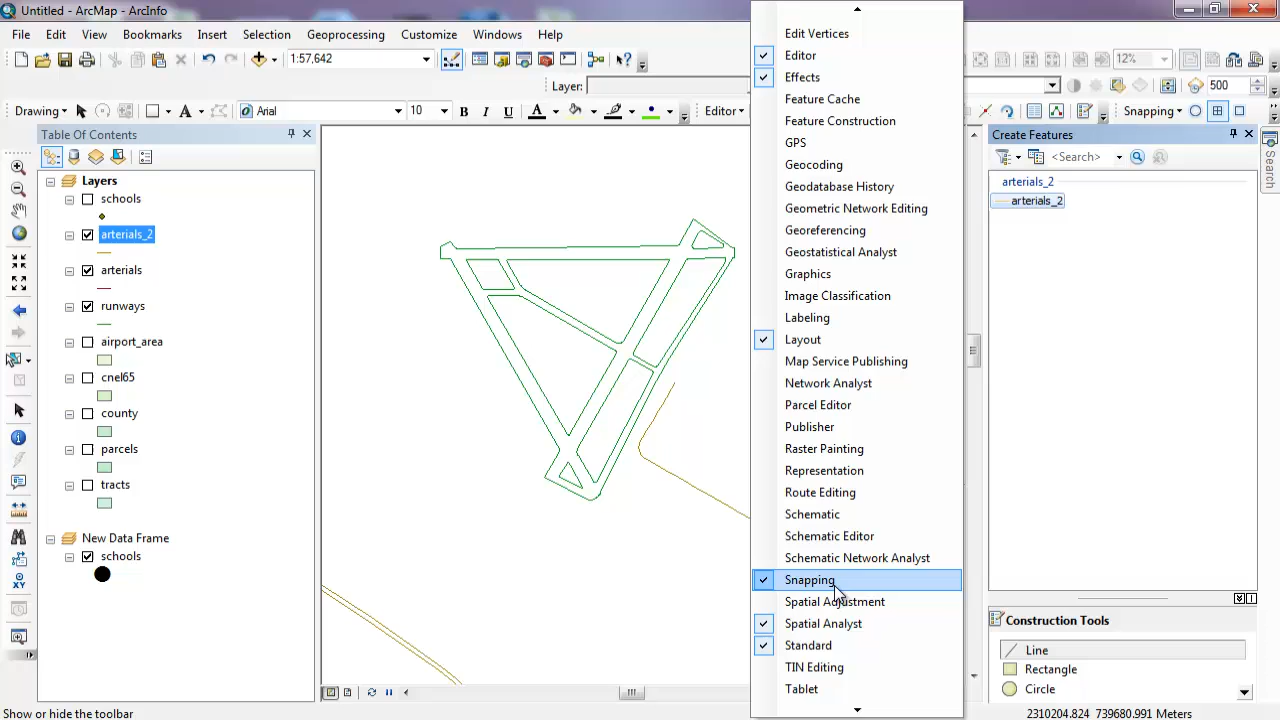 Untitled - ArcMap - ArcInfo
File Edit View Bookmarks Insert Selection Geoprocessing Customize Windows Help
1:57,642
12%
Layer:
500
Drawing
A
Arial
10
B I U A
Editor
Snapping
Table Of Contents
Layers
schools
arterials_2
arterials
runways
airport_area
cnel65
county
parcels
tracts
New Data Frame
schools
Edit Vertices
Editor
Effects
Feature Cache
Feature Construction
GPS
Geocoding
Geodatabase History
Geometric Network Editing
Georeferencing
Geostatistical Analyst
Graphics
Image Classification
Labeling
Layout
Map Service Publishing
Network Analyst
Parcel Editor
Publisher
Raster Painting
Representation
Route Editing
Schematic
Schematic Editor
Schematic Network Analyst
Snapping
Spatial Adjustment
Spatial Analyst
Standard
TIN Editing
Tablet
Create Features
<Search>
arterials_2
arterials_2
Search
Construction Tools
Line
Rectangle
Circle
Show or hide the toolbar
2310204.824 739680.991 Meters